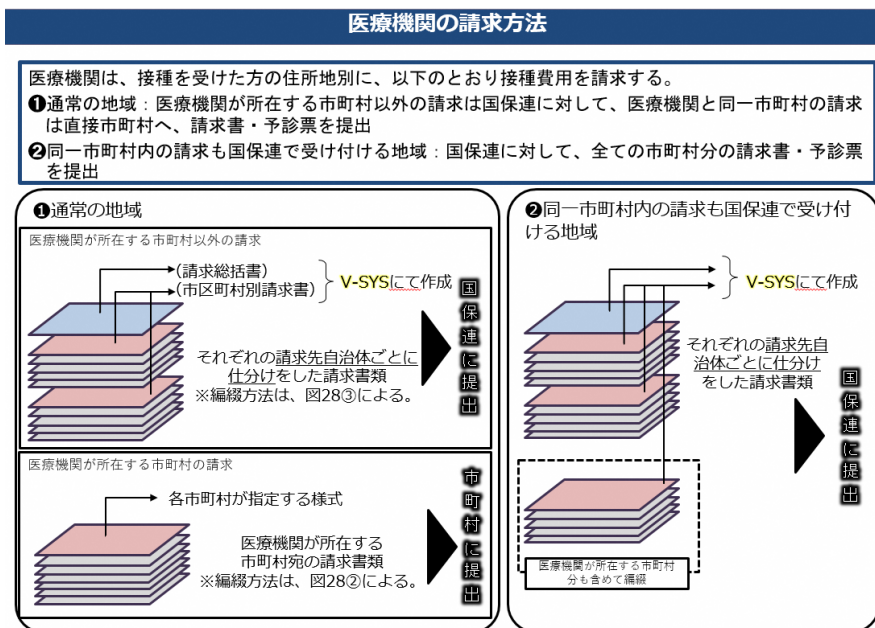 医療機関の請求方法
医療機関は、接種を受けた方の住所地別に、以下のとおり接種費用を請求する。
❶通常の地域：医療機関が所在する市町村以外の請求は国保連に対して、医療機関と同一市町村の請求
は直接市町村へ、請求書・予診票を提出
❷同一市町村内の請求も国保連で受け付ける地域：国保連に対して、全ての市町村分の請求書・予診票
を提出
❶通常の地域
医療機関が所在する市町村以外の請求
(請求総括書)
(市区町村別請求書)
V-SYSにて作成
それぞれの請求先自治体ごとに
仕分けをした請求書類
※編綴方法は、図28③による。
国保連に提出
医療機関が所在する市町村の請求
各市町村が指定する様式
医療機関が所在する
市町村宛の請求書類
※編綴方法は、図28②による。
市町村に提出
❷同一市町村内の請求も国保連で受け付
ける地域
V-SYSにて作成
それぞれの請求先自
治体ごとに仕分け
をした請求書類
国保連に提出
医療機関が所在する市町村
分も含めて編綴